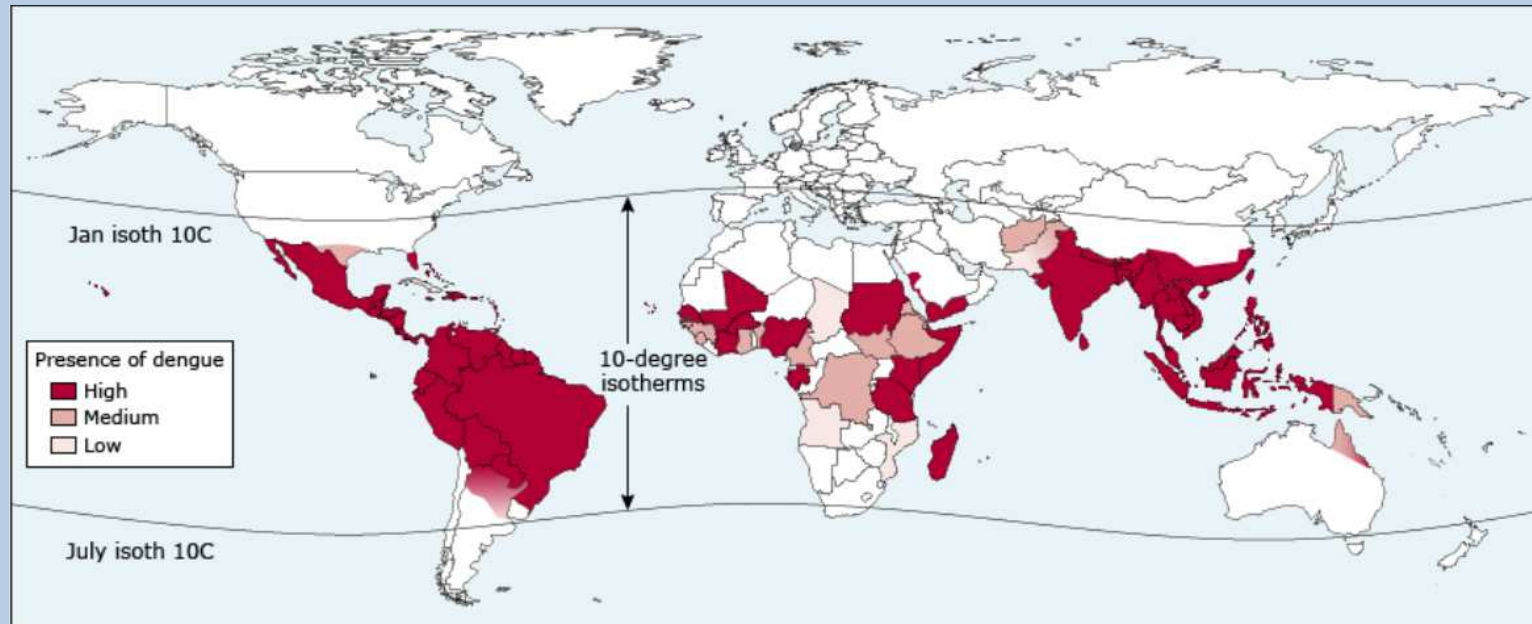 Jan isoth 10C
Presence of dengue
High
Medium
Low
10-degree
isotherms
July isoth 10C